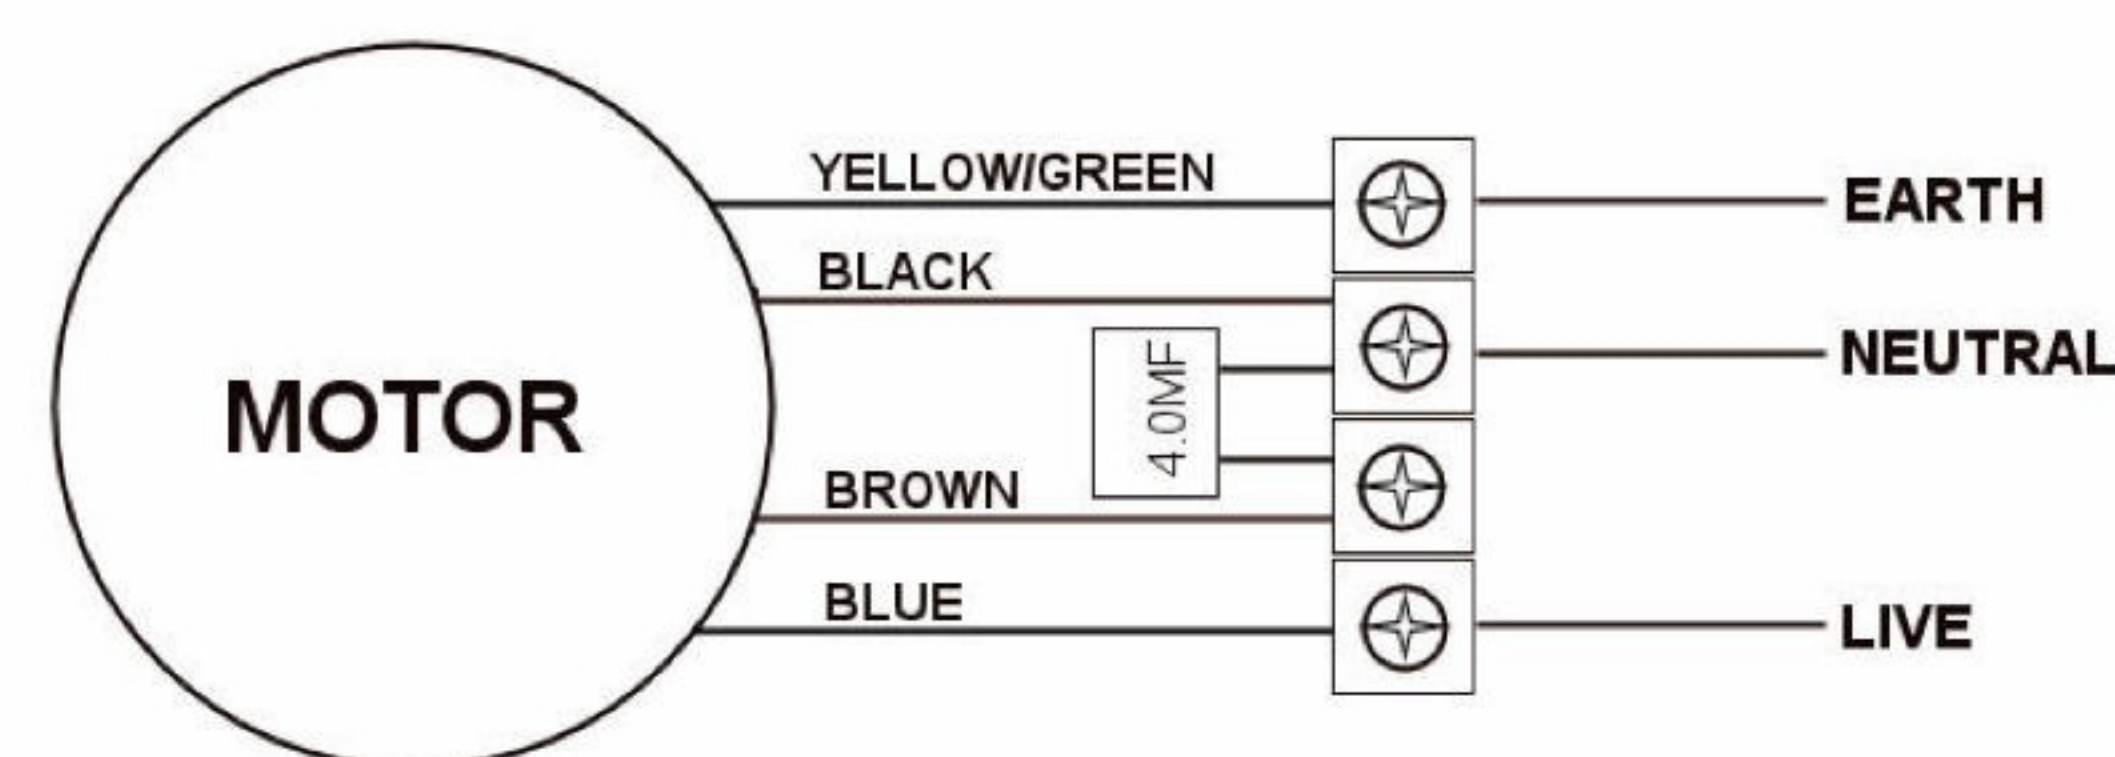 YELLOW/GREEN
EARTH
BLACK
NEUTRAL
4.0MF
MOTOR
BROWN
BLUE
LIVE